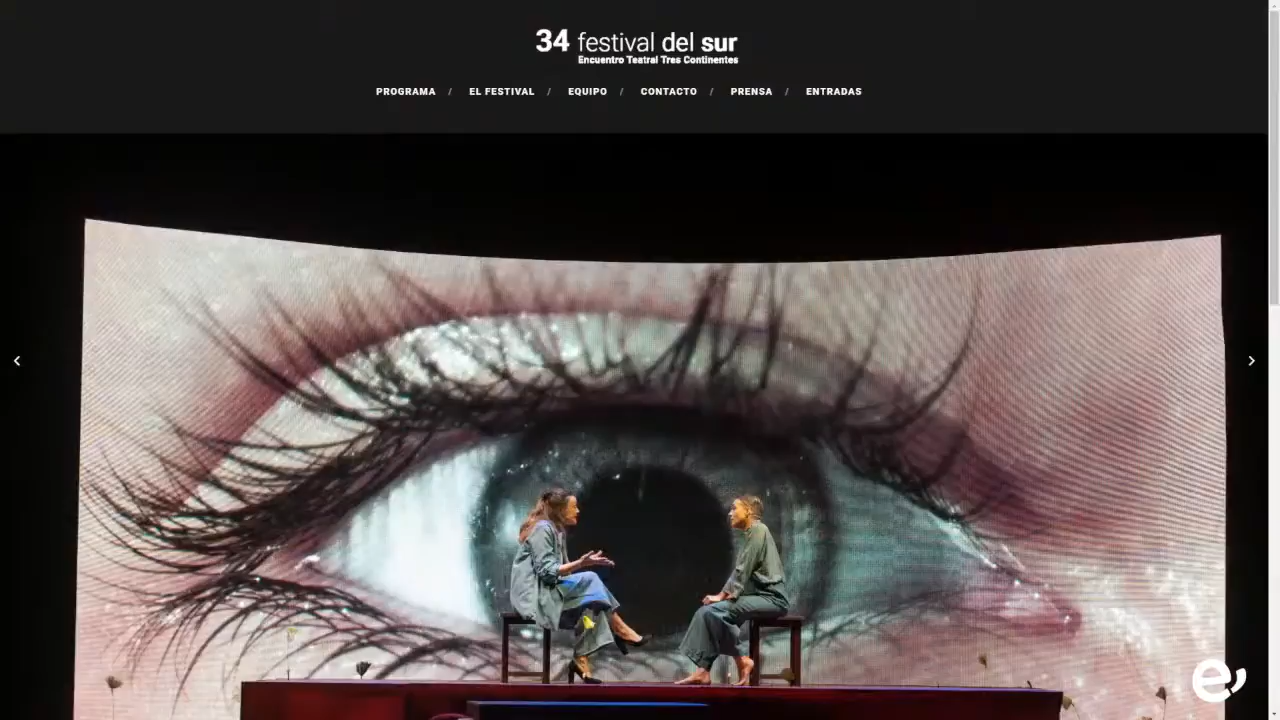 34 festival del sur
Encuentro Teatral Tres Continentes
PROGRAMA / EL FESTIVAL / EQUIPO / CONTACTO / PRENSA / ENTRADAS